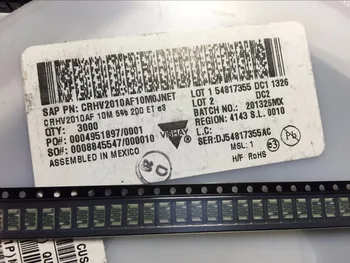 SAP PN: CRHV2010AF10M0JNET
CRHV2010AF 10M 5% 200 ET e3
QTY: 3000
PO#: 0004951897/0001
SO#: 0008845547/000010
ASSEMBLED IN MEXICO
VISHAY
LOT 1 54817355 DC1 1326
LOT 2 DC2
BATCH NO.: 201326MX
REGION: 4143 S.L. 0010
L.C:
SER:DJ54817355AC
MSL: 1
e3
H/F RoHS